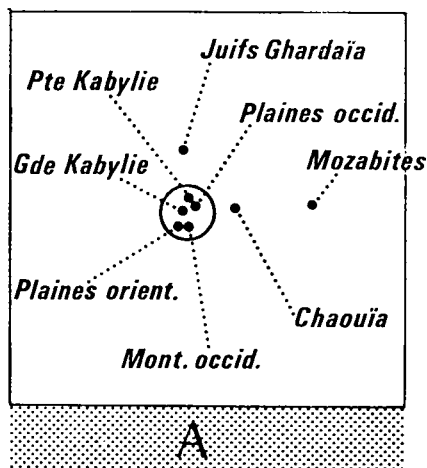 Juifs Ghardaïa
Pte Kabylie
Plaines occid.
Gde Kabylie
Mozabites
Plaines orient.
Chaouïa
Mont. occid.
A